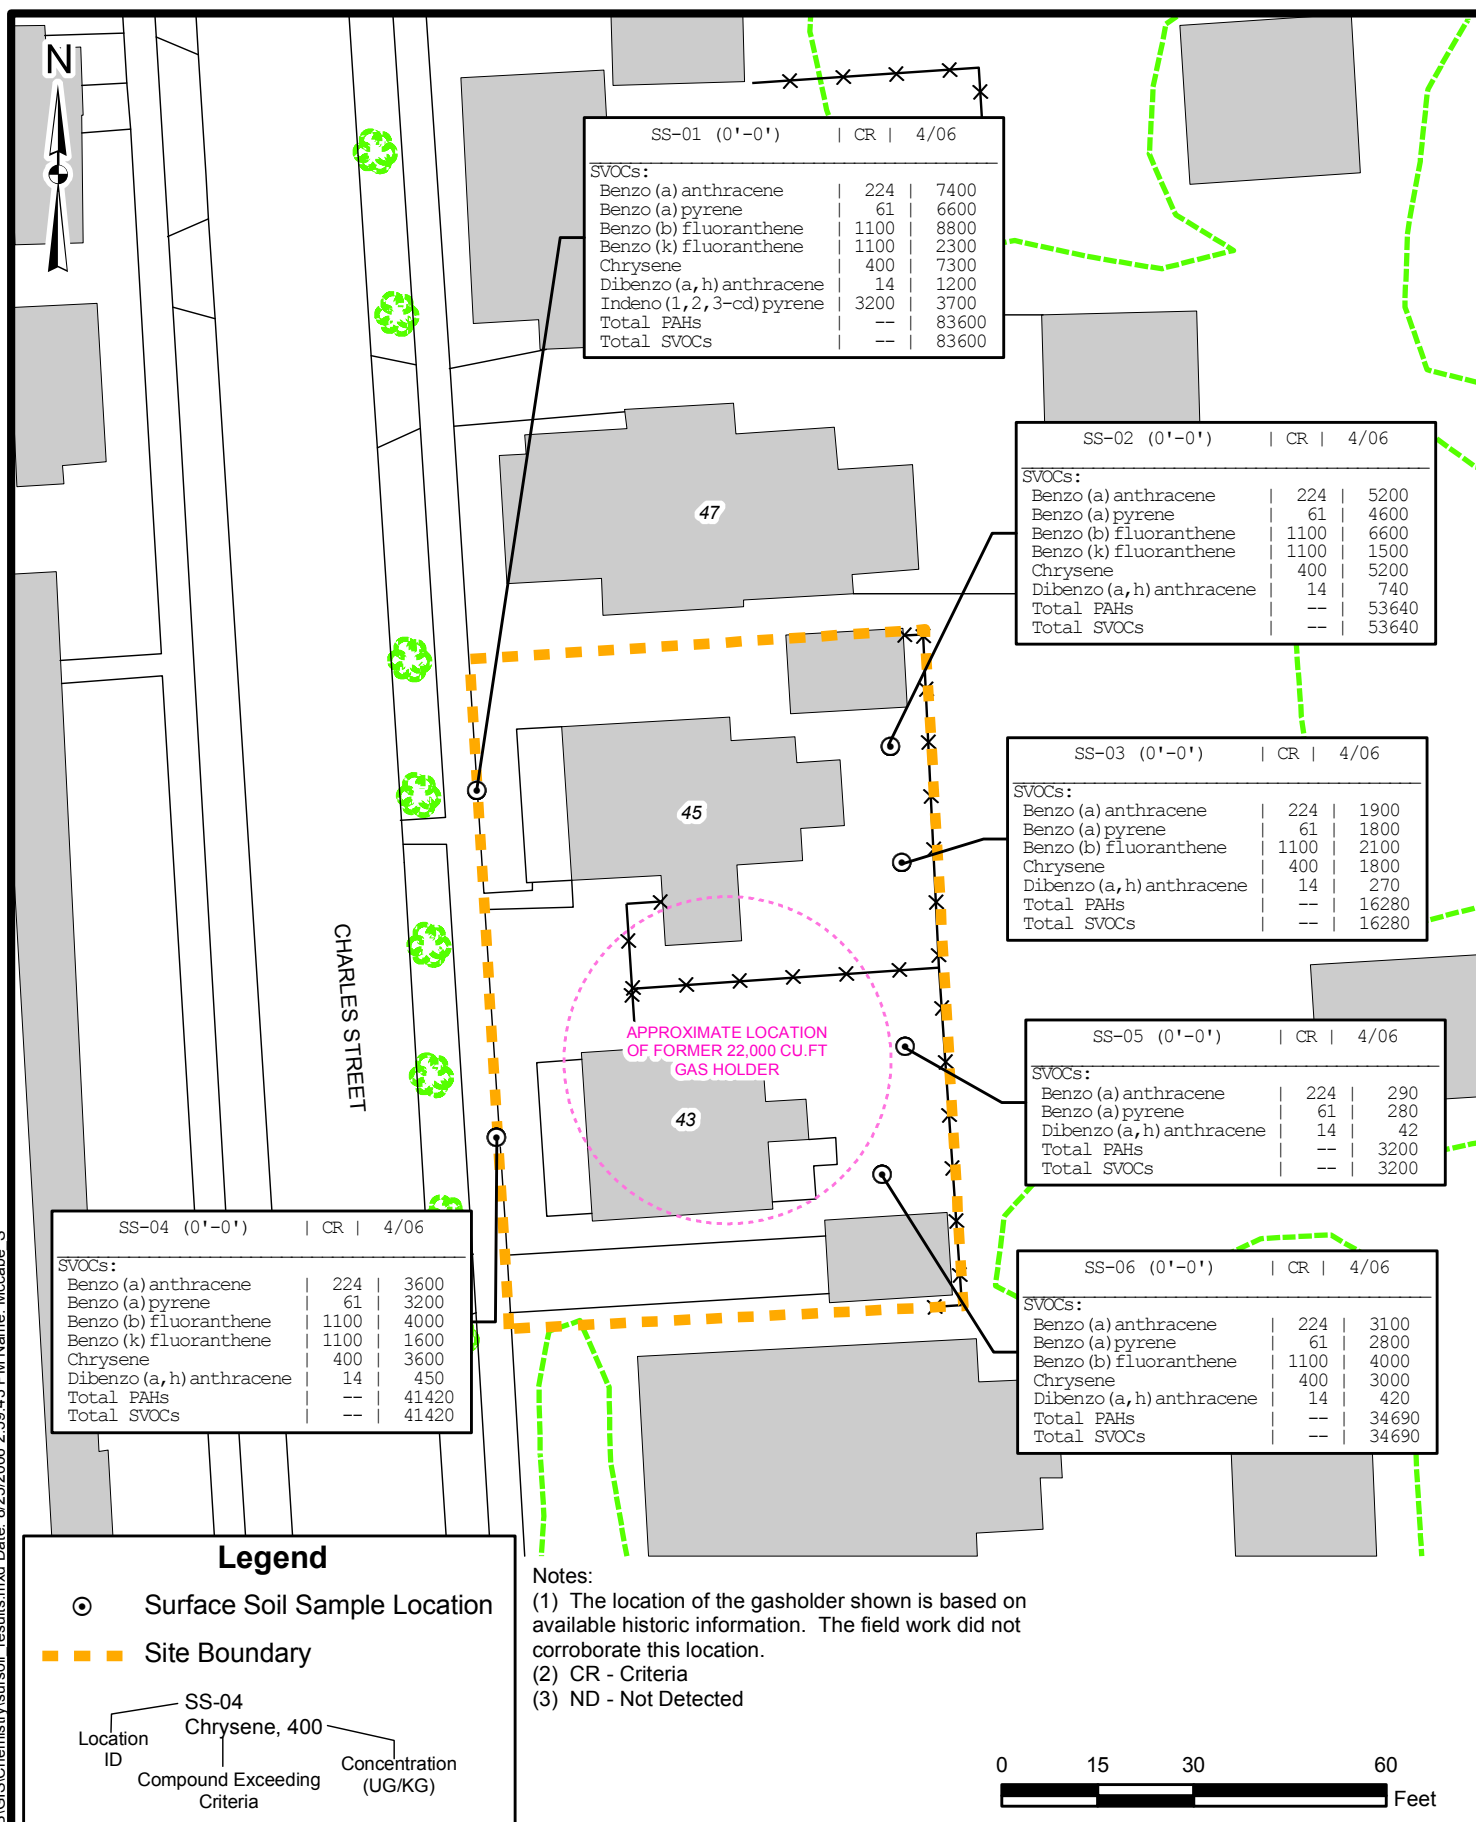 N
SS-01 (0'-0') | CR | 4/06
SVOCs:
Benzo(a)anthracene | 224 | 7400
Benzo(a)pyrene | 61 | 6600
Benzo(b)fluoranthene | 1100 | 8800
Benzo(k)fluoranthene | 1100 | 2300
Chrysene | 400 | 7300
Dibenzo(a,h)anthracene | 14 | 1200
Indeno(1,2,3-cd)pyrene | 3200 | 3700
Total PAHs | -- | 83600
Total SVOCs | -- | 83600
SS-02 (0'-0') | CR | 4/06
SVOCs:
Benzo(a)anthracene | 224 | 5200
Benzo(a)pyrene | 61 | 4600
Benzo(b)fluoranthene | 1100 | 6600
Benzo(k)fluoranthene | 1100 | 1500
Chrysene | 400 | 5200
Dibenzo(a,h)anthracene | 14 | 740
Total PAHs | -- | 53640
Total SVOCs | -- | 53640
47
SS-03 (0'-0') | CR | 4/06
SVOCs:
Benzo(a)anthracene | 224 | 1900
Benzo(a)pyrene | 61 | 1800
Benzo(b)fluoranthene | 1100 | 2100
Chrysene | 400 | 1800
Dibenzo(a,h)anthracene | 14 | 270
Total PAHs | -- | 16280
Total SVOCs | -- | 16280
45
CHARLES STREET
APPROXIMATE LOCATION
OF FORMER 22,000 CU.FT
GAS HOLDER
43
SS-05 (0'-0') | CR | 4/06
SVOCs:
Benzo(a)anthracene | 224 | 290
Benzo(a)pyrene | 61 | 280
Dibenzo(a,h)anthracene | 14 | 42
Total PAHs | -- | 3200
Total SVOCs | -- | 3200
SS-04 (0'-0') | CR | 4/06
SVOCs:
Benzo(a)anthracene | 224 | 3600
Benzo(a)pyrene | 61 | 3200
Benzo(b)fluoranthene | 1100 | 4000
Benzo(k)fluoranthene | 1100 | 1600
Chrysene | 400 | 3600
Dibenzo(a,h)anthracene | 14 | 450
Total PAHs | -- | 41420
Total SVOCs | -- | 41420
SS-06 (0'-0') | CR | 4/06
SVOCs:
Benzo(a)anthracene | 224 | 3100
Benzo(a)pyrene | 61 | 2800
Benzo(b)fluoranthene | 1100 | 4000
Chrysene | 400 | 3000
Dibenzo(a,h)anthracene | 14 | 420
Total PAHs | -- | 34690
Total SVOCs | -- | 34690
Legend
Surface Soil Sample Location
Site Boundary
SS-04
Chrysene, 400
Location
ID
Compound Exceeding
Criteria
Concentration
(UG/KG)
Notes:
(1) The location of the gasholder shown is based on
available historic information. The field work did not
corroborate this location.
(2) CR - Criteria
(3) ND - Not Detected
0 15 30 60
Feet